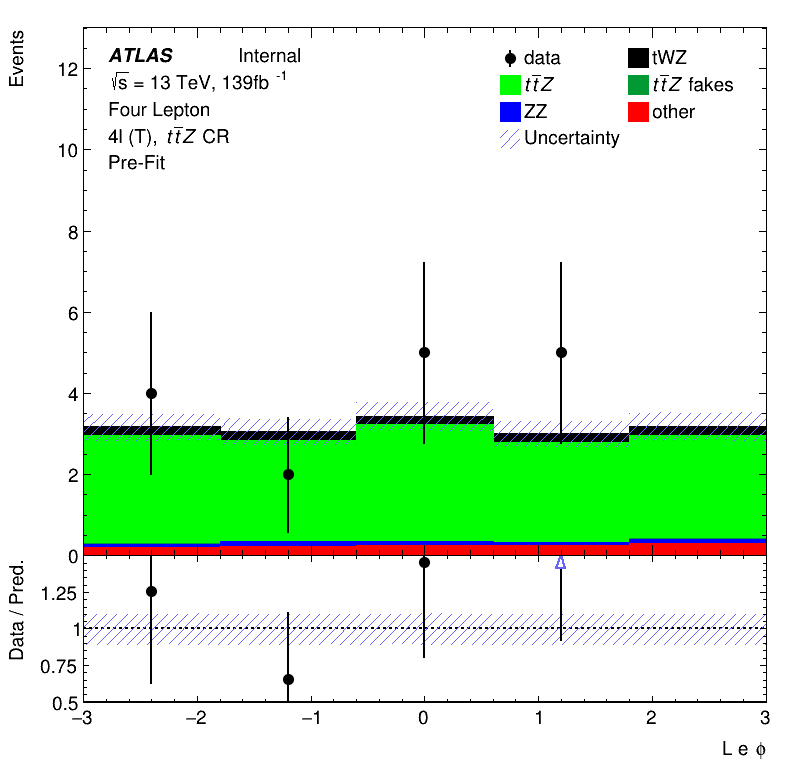 Events
ATLAS Internal
√s = 13 TeV, 139fb -1
Four Lepton
4l (T), tt̄Z CR
Pre-Fit
data
tWZ
tt̄Z
tt̄Z fakes
ZZ
other
Uncertainty
12
10
8
6
4
2
0
Data / Pred.
1.25
1
0.75
0.5
−3 −2 −1 0 1 2 3
L e ϕ